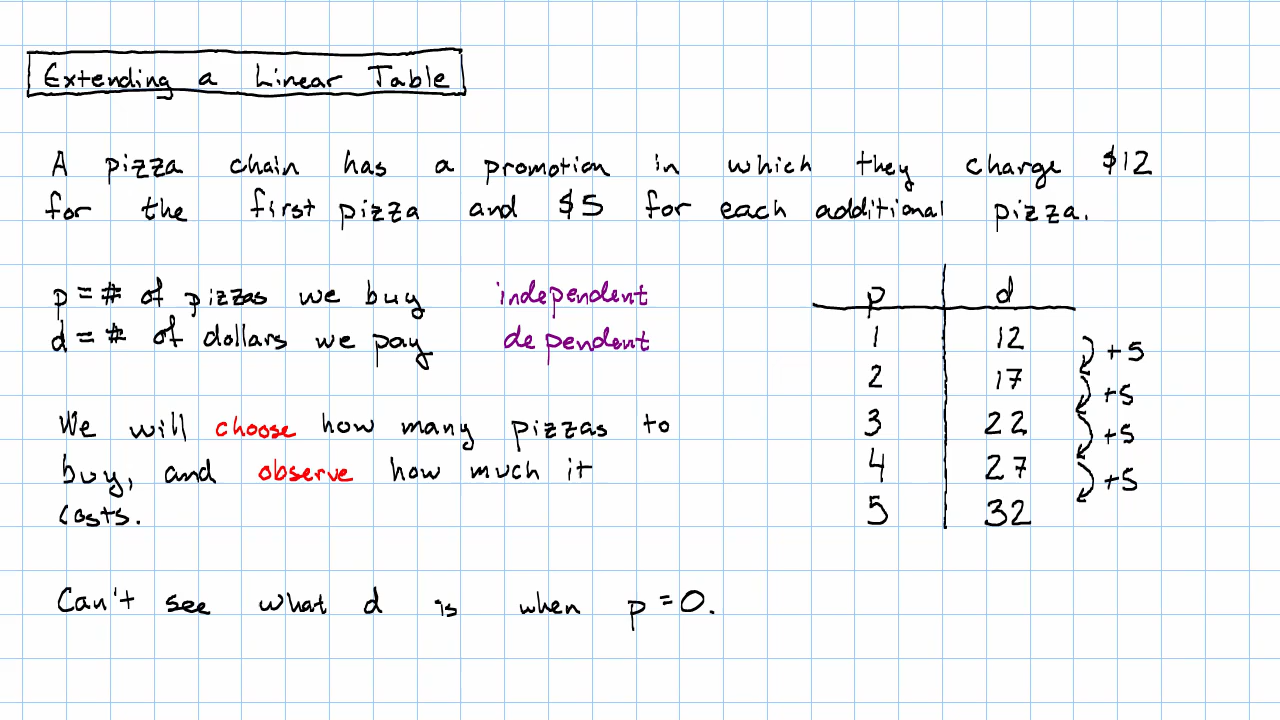 Extending a Linear Table
A pizza chain has a promotion in which they charge $12
for the first pizza and $5 for each additional pizza.
p = # of pizzas we buy independent
d = # of dollars we pay dependent
We will choose how many pizzas to
buy, and observe how much it
costs.
p d
1 12
2 17
3 22
4 27
5 32
+5
+5
+5
+5
Can't see what d is when p = 0.